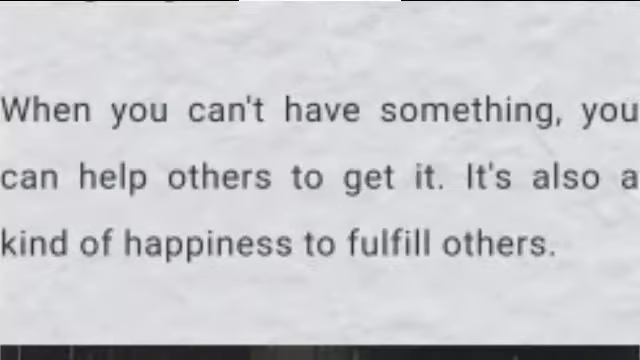 When you can't have something, you
can help others to get it. It's also a
kind of happiness to fulfill others.